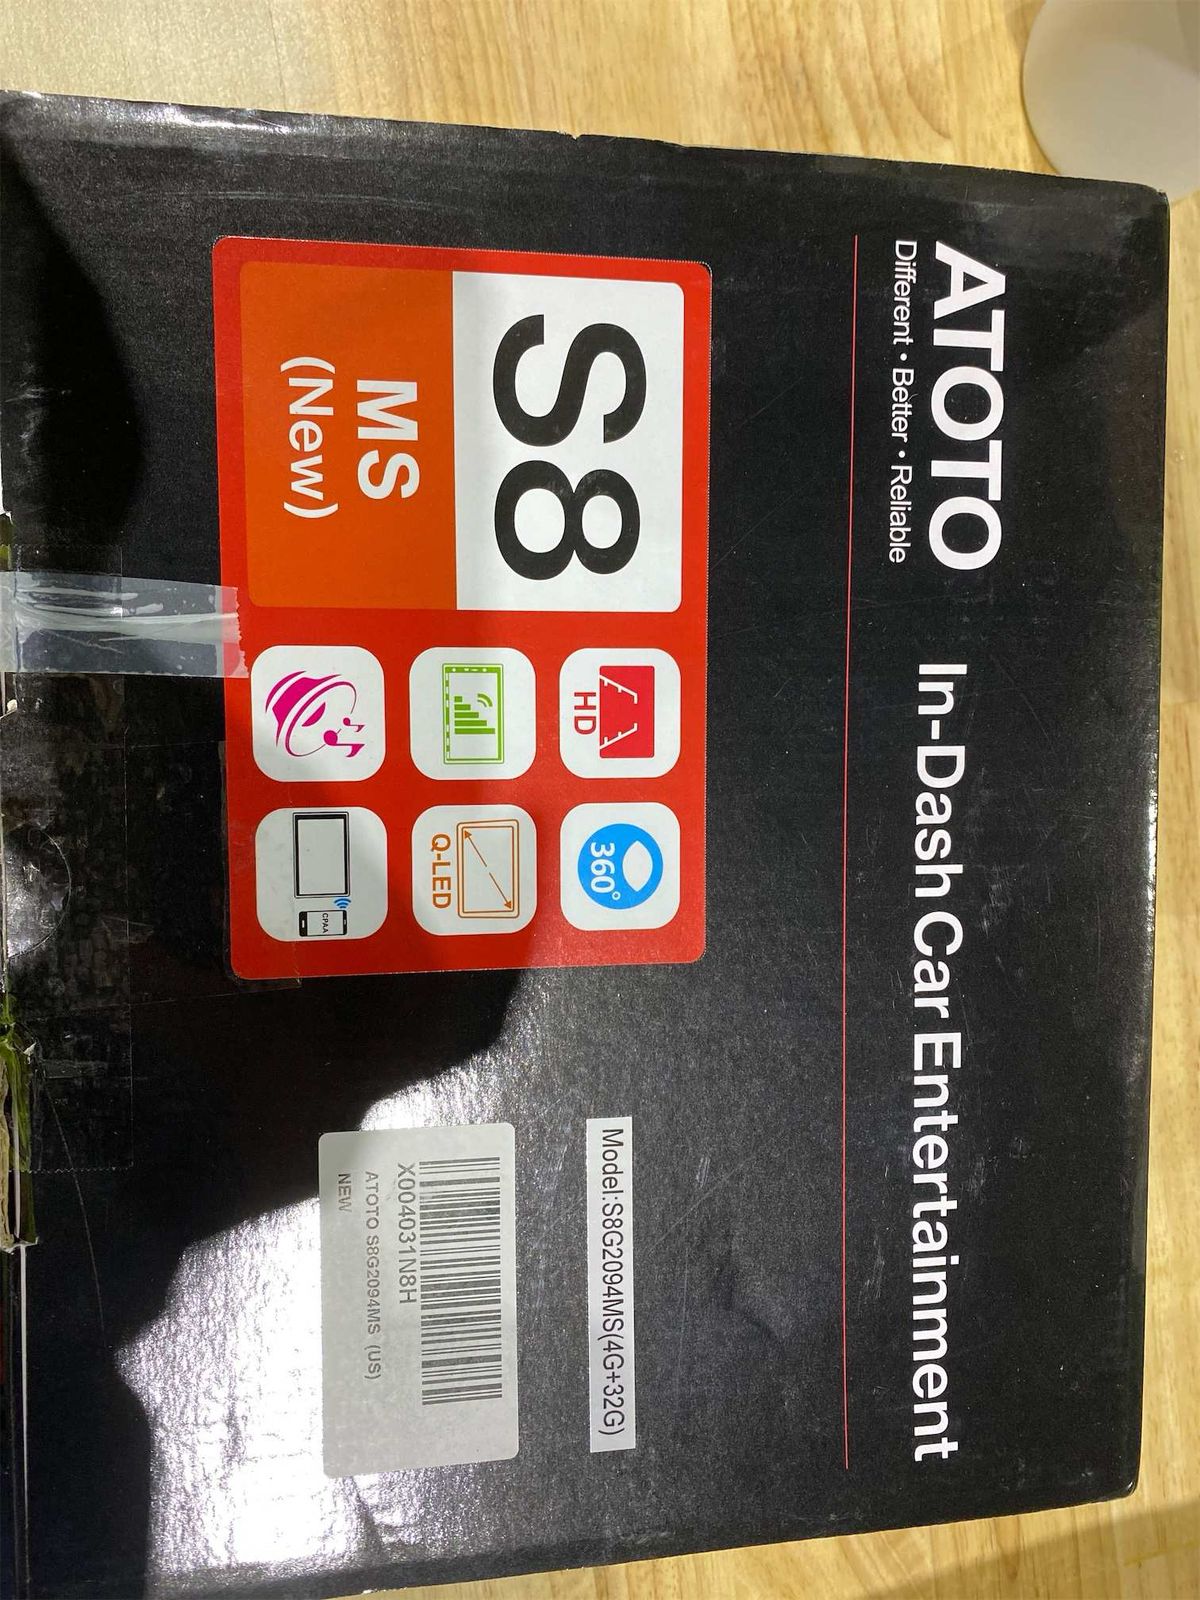 ATOTO
Different • Better • Reliable
In-Dash Car Entertainment
S8
MS
(New)
HD
360°
Q-LED
CPAA
Model:S8G2094MS(4G+32G)
X004031N8H
ATOTO S8G2094MS (US)
NEW